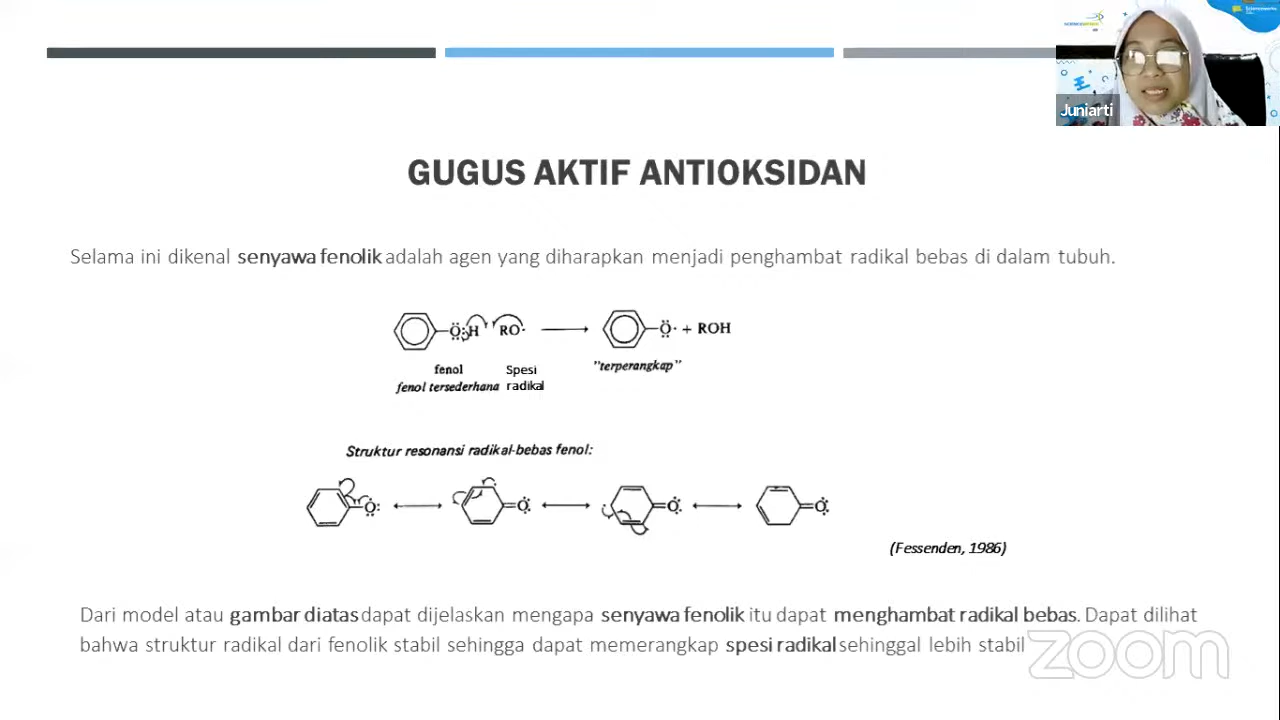 Juniarti
GUGUS AKTIF ANTIOKSIDAN
Selama ini dikenal senyawa fenolik adalah agen yang diharapkan menjadi penghambat radikal bebas di dalam tubuh.
Ö:H RO· Ö· + ROH
fenol Spesi "terperangkap"
fenol tersederhana radikal
Struktur resonansi radikal-bebas fenol:
(Fessenden, 1986)
Dari model atau gambar diatas dapat dijelaskan mengapa senyawa fenolik itu dapat menghambat radikal bebas. Dapat dilihat
bahwa struktur radikal dari fenolik stabil sehingga dapat memerangkap spesi radikal sehinggal lebih stabil
zoom